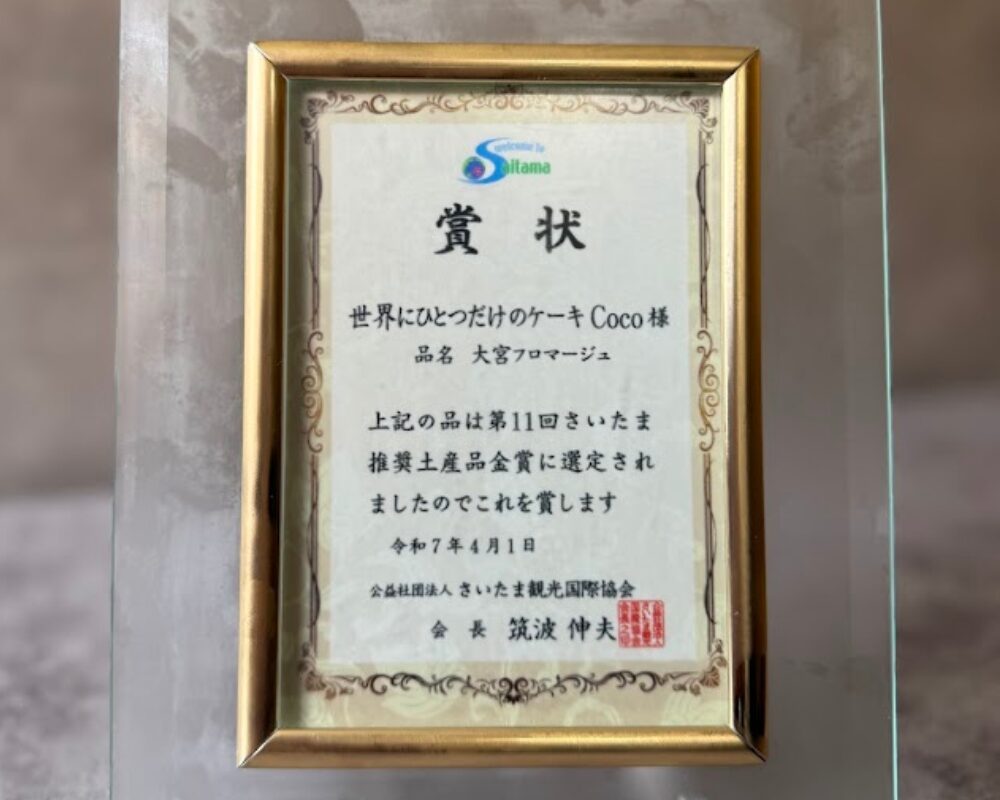 welcome to
Saitama
賞状
世界にひとつだけのケーキ Coco 様
品名 大宮フロマージュ
上記の品は第11回さいたま
推奨土産品金賞に選定され
ましたのでこれを賞します
令和7年4月1日
公益社団法人 さいたま観光国際協会
会長 筑波 伸夫